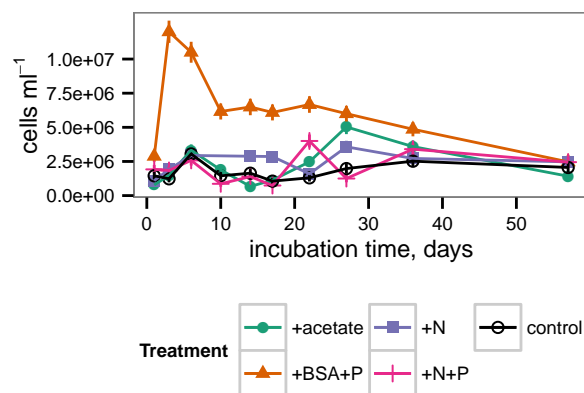 1.0e+07
7.5e+06
5.0e+06
2.5e+06
0.0e+00
cells ml⁻¹
0 10 20 30 40 50
incubation time, days
Treatment
+acetate +N control
+BSA+P +N+P